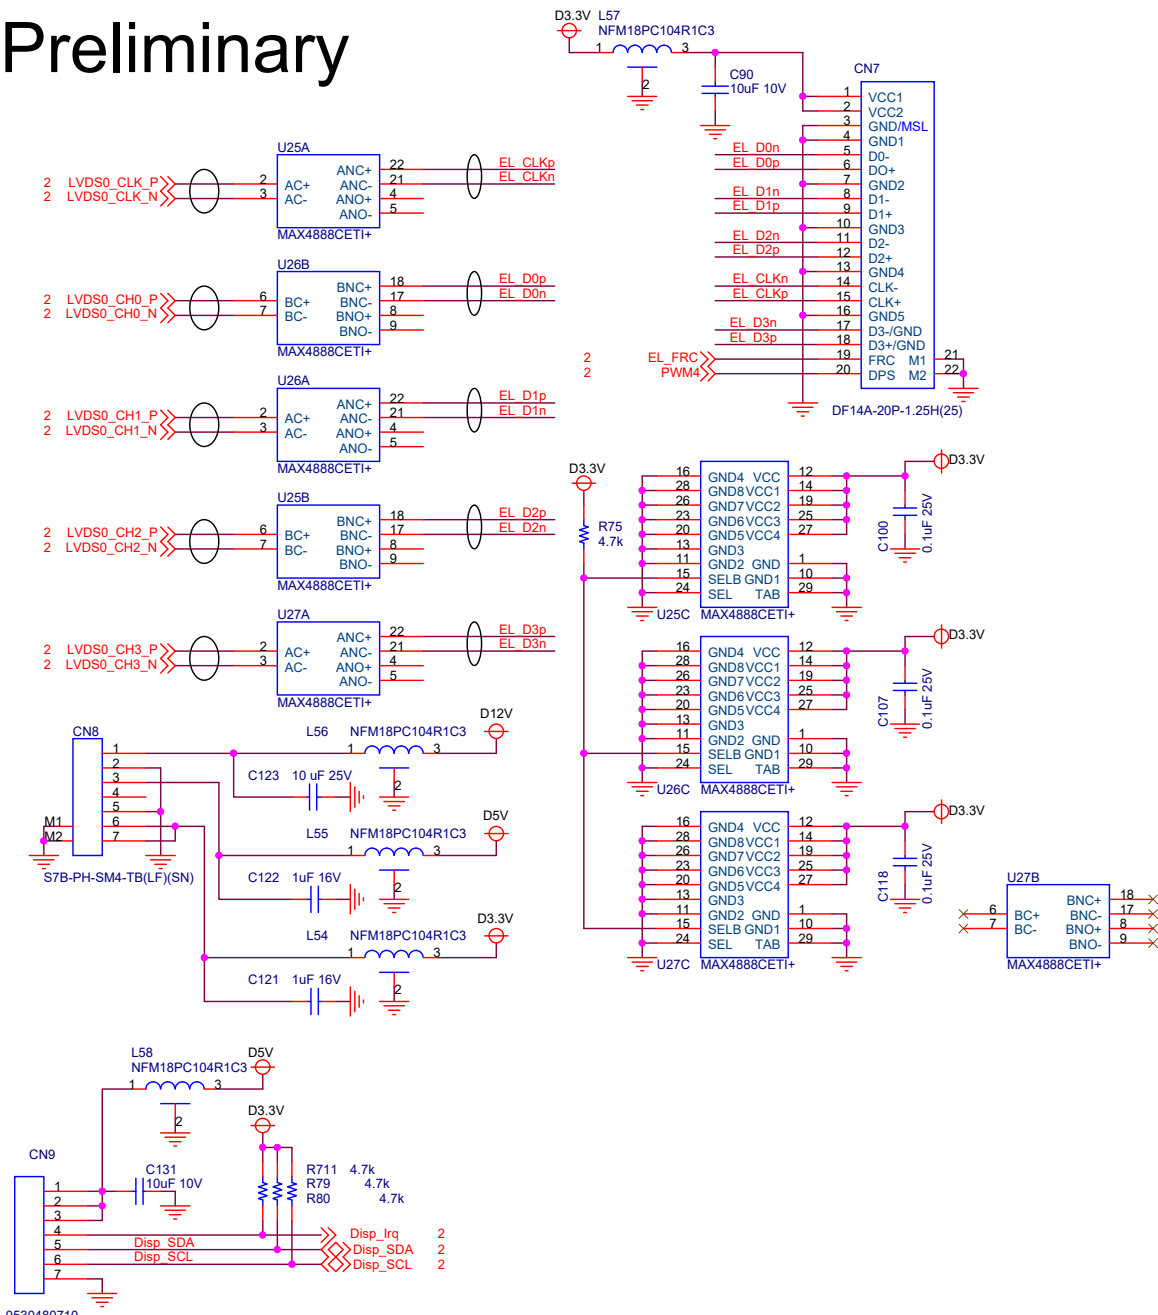 Preliminary
D3.3V L57
NFM18PC104R1C3
1 3
2
C90
10uF 10V
CN7
1 VCC1
2 VCC2
3 GND/MSL
4 GND1
EL_D0n 5 D0-
EL_D0p 6 DO+
7 GND2
EL_D1n 8 D1-
EL_D1p 9 D1+
10 GND3
EL_D2n 11 D2-
EL_D2p 12 D2+
13 GND4
EL_CLKn 14 CLK-
EL_CLKp 15 CLK+
16 GND5
EL_D3n 17 D3-/GND
EL_D3p 18 D3+/GND
2 EL_FRC 19 FRC M1 21
2 PWM4 20 DPS M2 22
DF14A-20P-1.25H(25)
U25A
2 LVDS0_CLK_P 2 AC+ ANC+ 22 EL_CLKp
2 LVDS0_CLK_N 3 AC- ANC- 21 EL_CLKn
ANO+ 4
ANO- 5
MAX4888CETI+
U26B
2 LVDS0_CH0_P 6 BC+ BNC+ 18 EL_D0p
2 LVDS0_CH0_N 7 BC- BNC- 17 EL_D0n
BNO+ 8
BNO- 9
MAX4888CETI+
U26A
2 LVDS0_CH1_P 2 AC+ ANC+ 22 EL_D1p
2 LVDS0_CH1_N 3 AC- ANC- 21 EL_D1n
ANO+ 4
ANO- 5
MAX4888CETI+
U25B
2 LVDS0_CH2_P 6 BC+ BNC+ 18 EL_D2p
2 LVDS0_CH2_N 7 BC- BNC- 17 EL_D2n
BNO+ 8
BNO- 9
MAX4888CETI+
U27A
2 LVDS0_CH3_P 2 AC+ ANC+ 22 EL_D3p
2 LVDS0_CH3_N 3 AC- ANC- 21 EL_D3n
ANO+ 4
ANO- 5
MAX4888CETI+
D3.3V
R75
4.7k
16 GND4 VCC 12
28 GND8 VCC1 14
26 GND7 VCC2 19
23 GND6 VCC3 25
20 GND5 VCC4 27
13 GND3
11 GND2 GND 1
15 SELB GND1 10
24 SEL TAB 29
U25C MAX4888CETI+
D3.3V
C100
0.1uF 25V
16 GND4 VCC 12
28 GND8 VCC1 14
26 GND7 VCC2 19
23 GND6 VCC3 25
20 GND5 VCC4 27
13 GND3
11 GND2 GND 1
15 SELB GND1 10
24 SEL TAB 29
U26C MAX4888CETI+
D3.3V
C107
0.1uF 25V
16 GND4 VCC 12
28 GND8 VCC1 14
26 GND7 VCC2 19
23 GND6 VCC3 25
20 GND5 VCC4 27
13 GND3
11 GND2 GND 1
15 SELB GND1 10
24 SEL TAB 29
U27C MAX4888CETI+
D3.3V
C118
0.1uF 25V
U27B
6 BC+ BNC+ 18
7 BC- BNC- 17
BNO+ 8
BNO- 9
MAX4888CETI+
CN8
1
2
3
4
5
M1 6
M2 7
S7B-PH-SM4-TB(LF)(SN)
D12V
L56 NFM18PC104R1C3
1 3
2
C123 10 uF 25V
D5V
L55 NFM18PC104R1C3
1 3
2
C122 1uF 16V
D3.3V
L54 NFM18PC104R1C3
1 3
2
C121 1uF 16V
L58 D5V
NFM18PC104R1C3
1 3
2
D3.3V
CN9
C131
10uF 10V
R711 4.7k
R79 4.7k
R80 4.7k
1
2
3
4 Disp_Irq 2
5 Disp_SDA Disp_SDA 2
6 Disp_SCL Disp_SCL 2
7
0530480710